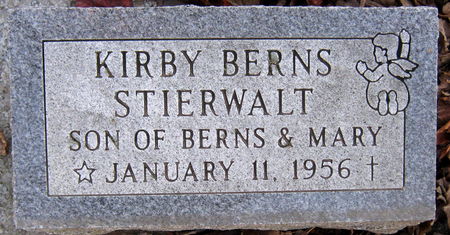 KIRBY BERNS
STIERWALT
SON OF BERNS & MARY
☆ JANUARY 11, 1956 †